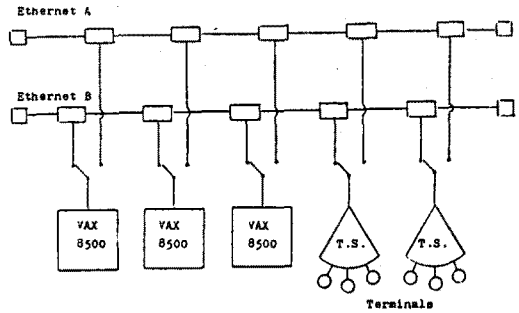 Ethernet A
Ethernet B
VAX
8500
VAX
8500
VAX
8500
T.S.
T.S.
Terminals